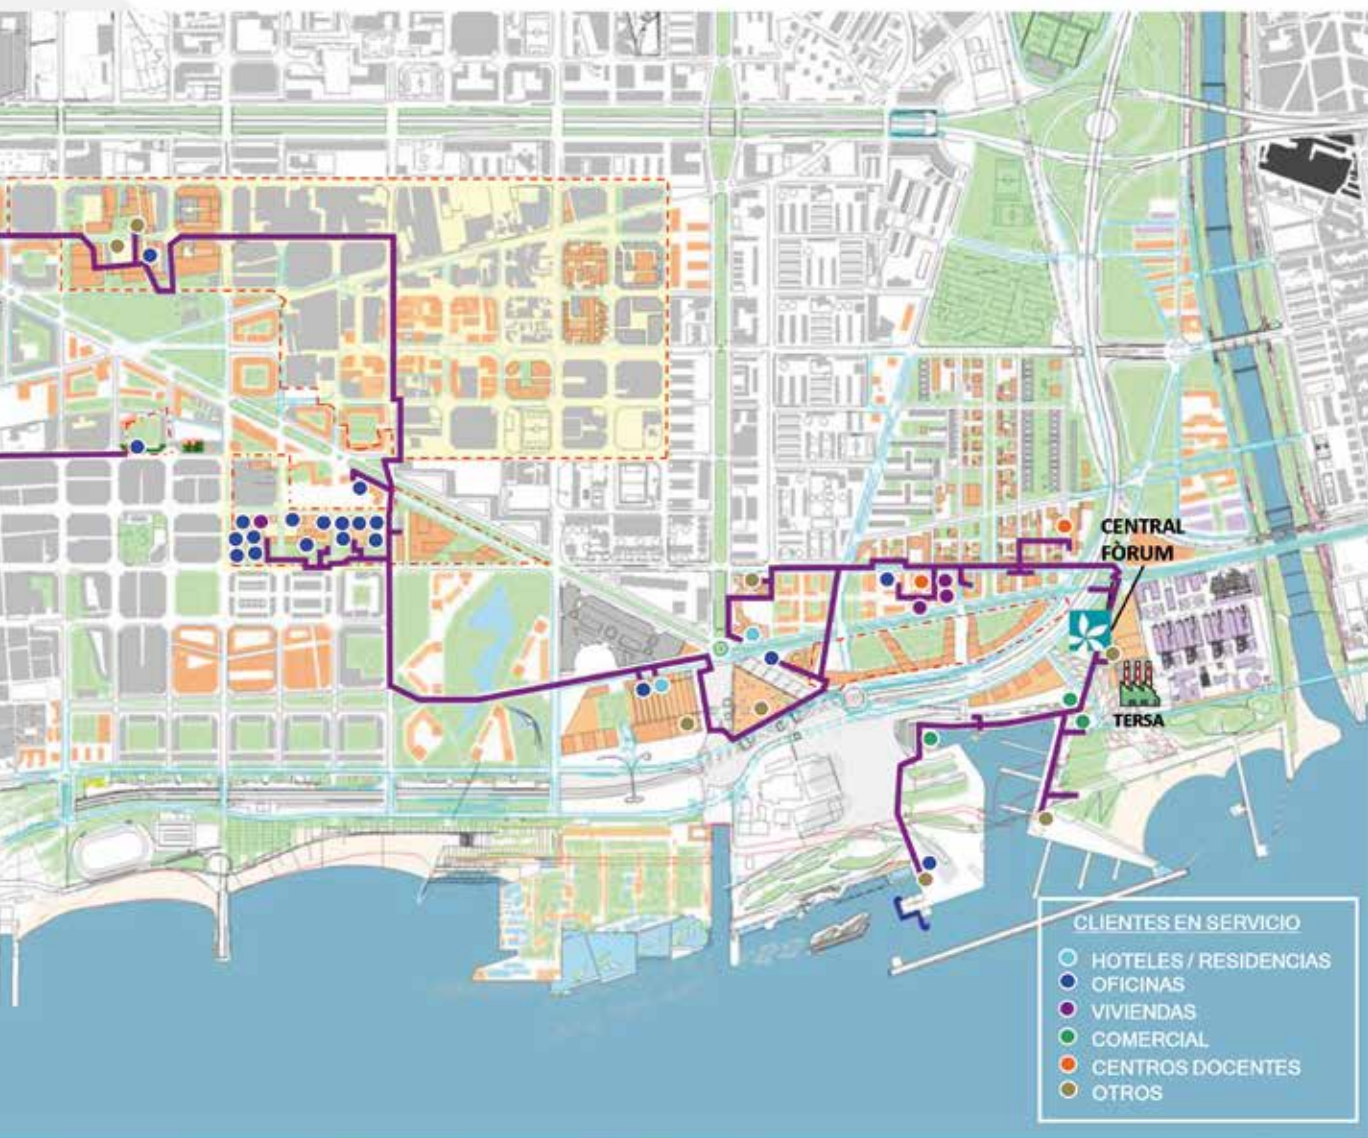 CENTRAL
FÒRUM
TERSA
CLIENTES EN SERVICIO
HOTELES / RESIDENCIAS
OFICINAS
VIVIENDAS
COMERCIAL
CENTROS DOCENTES
OTROS